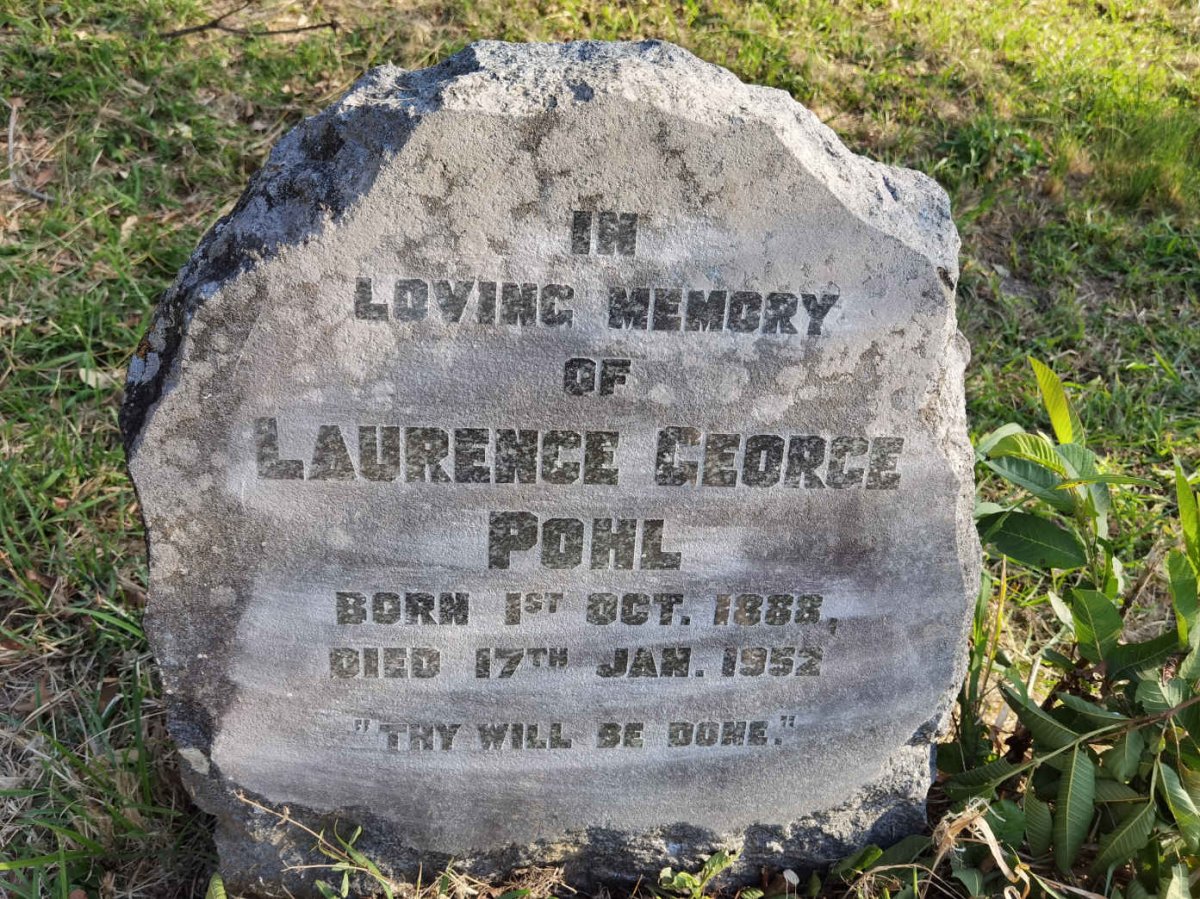 IN
LOVING MEMORY
OF
LAURENCE GEORGE
POHL
BORN 1ST OCT. 1888,
DIED 17TH JAN. 1952
"THY WILL BE DONE."